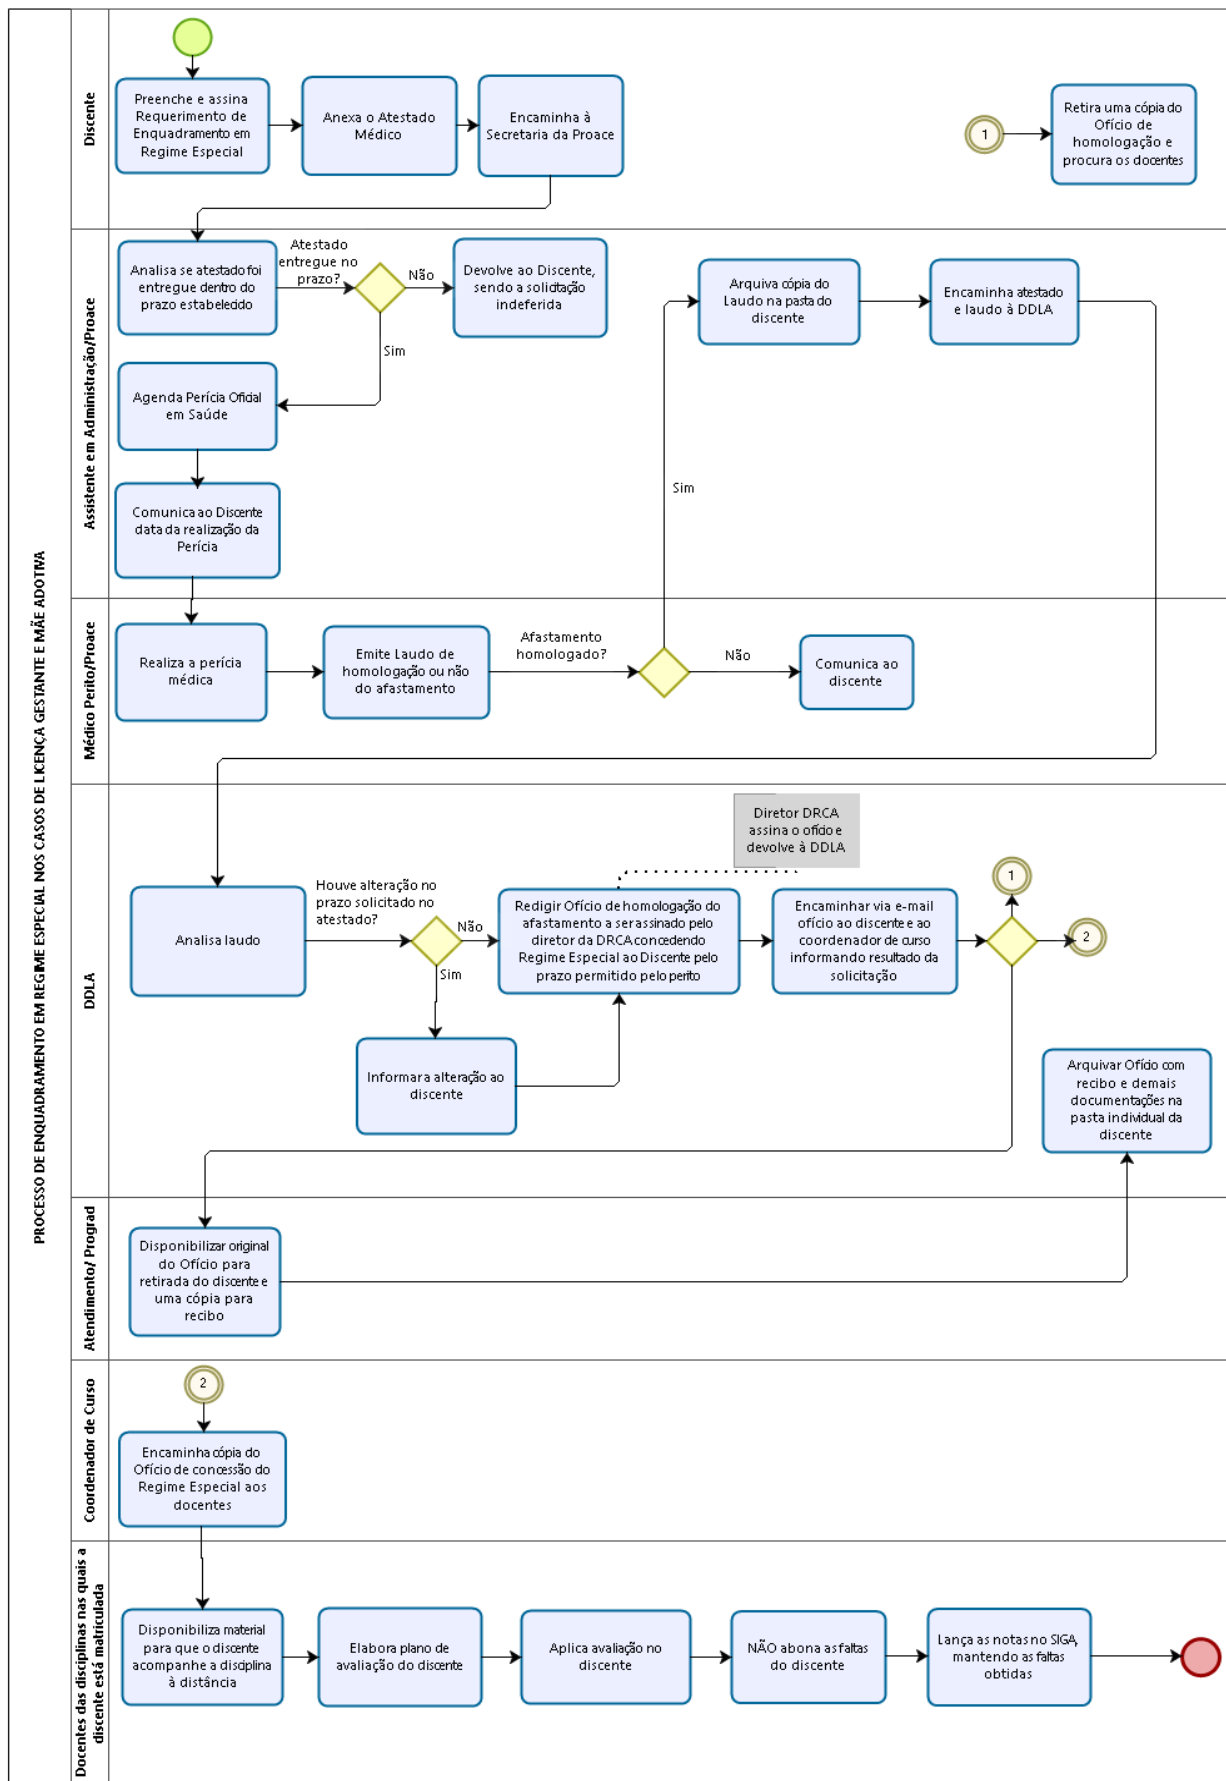 PROCESSO DE ENQUADRAMENTO EM REGIME ESPECIAL NOS CASOS DE LICENÇA GESTANTE E MÃE ADOTIVA
Discente
Preenche e assina
Requerimento de
Enquadramento em
Regime Especial
Anexa o Atestado
Médico
Encaminha à
Secretaria da Proace
1
Retira uma cópia do
Ofício de
homologação e
procura os docentes
Assistente em Administração/Proace
Analisa se atestado foi
entregue dentro do
prazo estabelecido
Atestado
entregue no
prazo?
Não
Devolve ao Discente,
sendo a solicitação
indeferida
Sim
Agenda Perícia Oficial
em Saúde
Comunica ao Discente
data da realização da
Perícia
Arquiva cópia do
Laudo na pasta do
discente
Encaminha atestado
e laudo à DDLA
Sim
Médico Perito/Proace
Realiza a perícia
médica
Emite Laudo de
homologação ou não
do afastamento
Afastamento
homologado?
Não
Comunica ao
discente
DDLA
Analisa laudo
Houve alteração no
prazo solicitado no
atestado?
Não
Sim
Informar a alteração ao
discente
Redigir Ofício de homologação do
afastamento a ser assinado pelo
diretor da DRCA concedendo
Regime Especial ao Discente pelo
prazo permitido pelo perito
Diretor DRCA
assina o ofício e
devolve à DDLA
Encaminhar via e-mail
ofício ao discente e ao
coordenador de curso
informando resultado da
solicitação
1
2
Arquivar Ofício com
recibo e demais
documentações na
pasta individual da
discente
Atendimento/ Prograd
Disponibilizar original
do Ofício para
retirada do discente e
uma cópia para
recibo
Coordenador de Curso
2
Encaminha cópia do
Ofício de concessão do
Regime Especial aos
docentes
Docentes das disciplinas nas quais a
discente está matriculada
Disponibiliza material
para que o discente
acompanhe a disciplina
à distância
Elabora plano de
avaliação do discente
Aplica avaliação no
discente
NÃO abona as faltas
do discente
Lança as notas no SIGA,
mantendo as faltas
obtidas